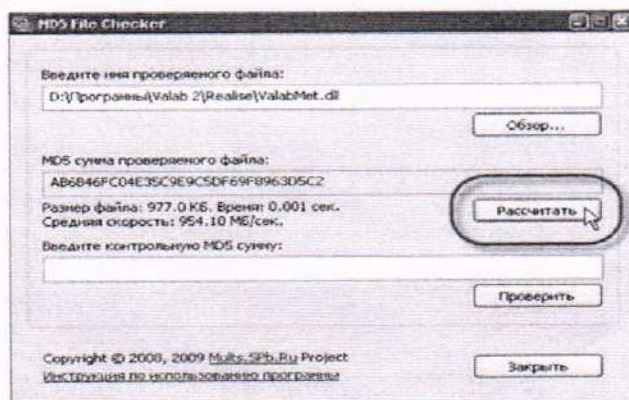 MD5 File Checker
Введите имя проверяемого файла:
D:\Программы\Valab 2\Realise\ValabMet.dll
Обзор...
MD5 сумма проверяемого файла:
AB6B46FC04E35C9E9C5DF69F8963D5C2
Размер файла: 977.0 КБ. Время: 0.001 сек.
Средняя скорость: 954.10 МБ/сек.
Рассчитать
Введите контрольную MD5 сумму:
Проверить
Copyright © 2008, 2009 Mults.SPb.Ru Project
Инструкция по использованию программы
Закрыть